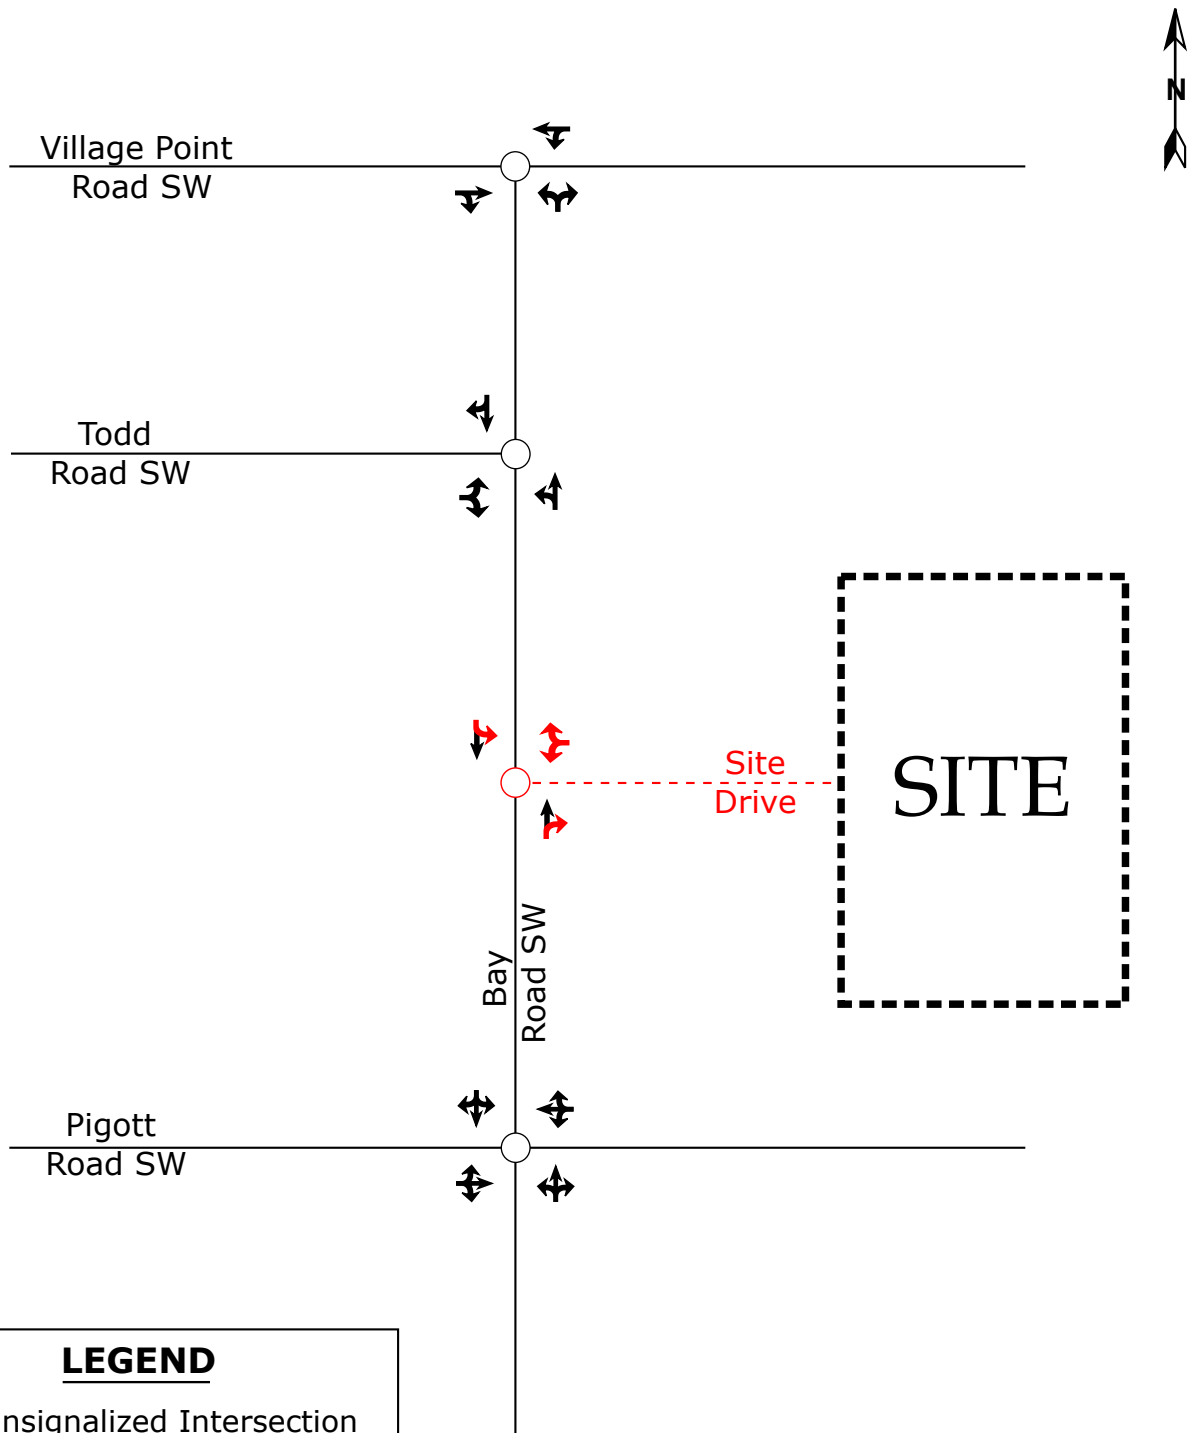 N
Village Point
Road SW
Todd
Road SW
Site
Drive
SITE
Bay
Road SW
Pigott
Road SW
LEGEND
nsignalized Intersection